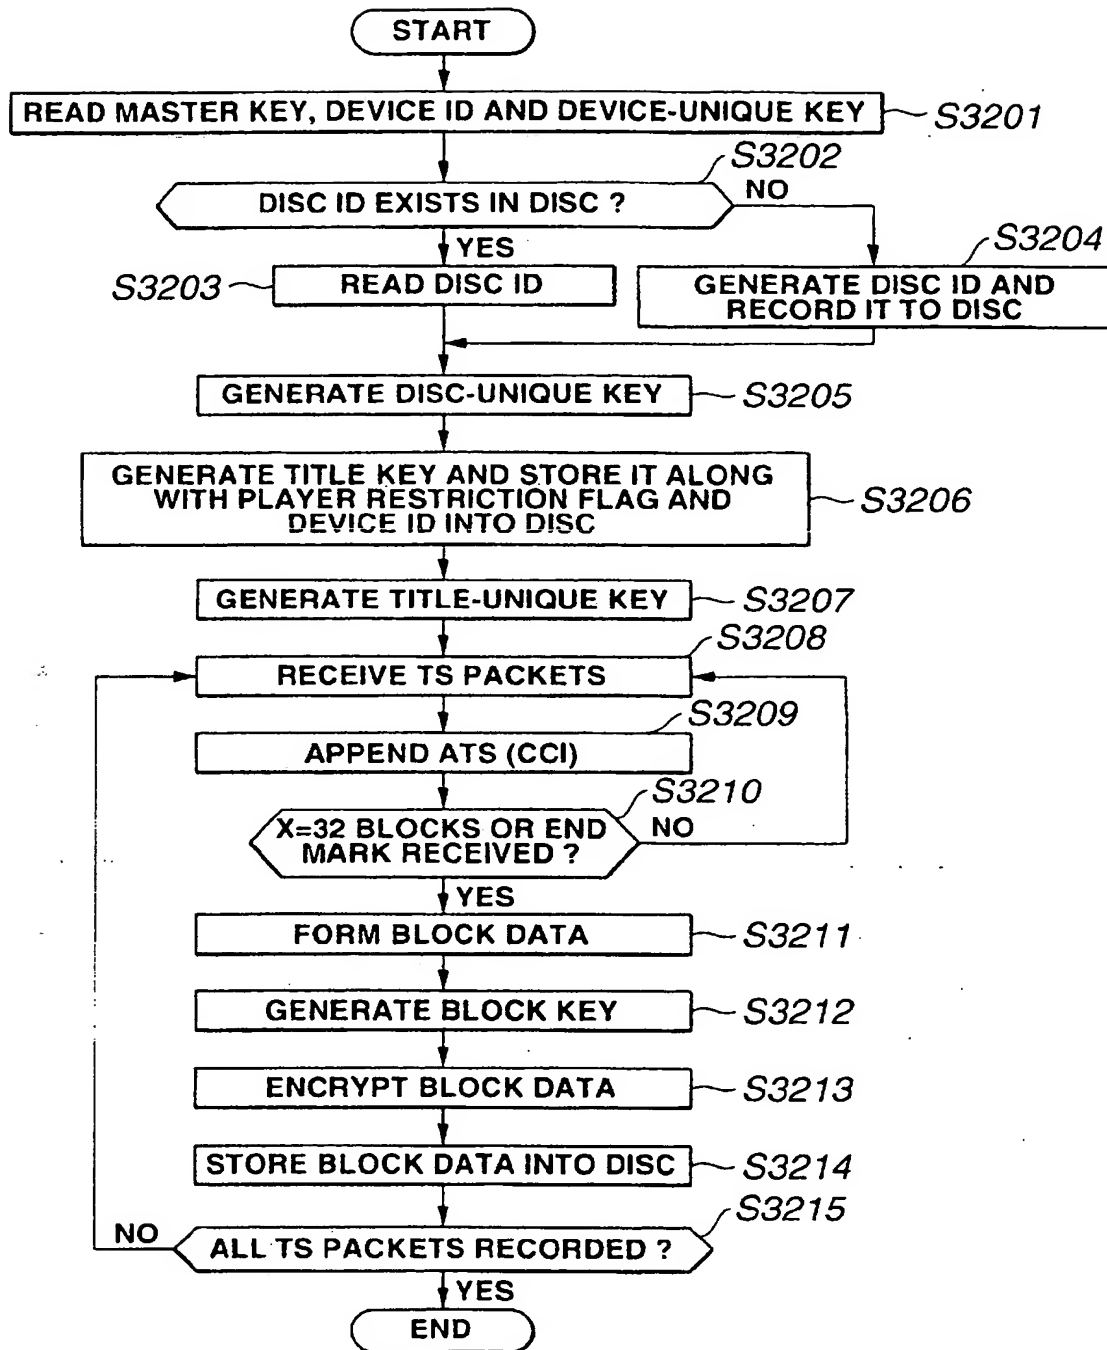 START
READ MASTER KEY, DEVICE ID AND DEVICE-UNIQUE KEY
S3201
S3202
DISC ID EXISTS IN DISC ?
NO
YES
S3203
READ DISC ID
S3204
GENERATE DISC ID AND
RECORD IT TO DISC
GENERATE DISC-UNIQUE KEY
S3205
GENERATE TITLE KEY AND STORE IT ALONG
WITH PLAYER RESTRICTION FLAG AND
DEVICE ID INTO DISC
S3206
GENERATE TITLE-UNIQUE KEY
S3207
S3208
RECEIVE TS PACKETS
S3209
APPEND ATS (CCI)
S3210
X=32 BLOCKS OR END
MARK RECEIVED ?
NO
YES
FORM BLOCK DATA
S3211
GENERATE BLOCK KEY
S3212
ENCRYPT BLOCK DATA
S3213
STORE BLOCK DATA INTO DISC
S3214
S3215
NO
ALL TS PACKETS RECORDED ?
YES
END